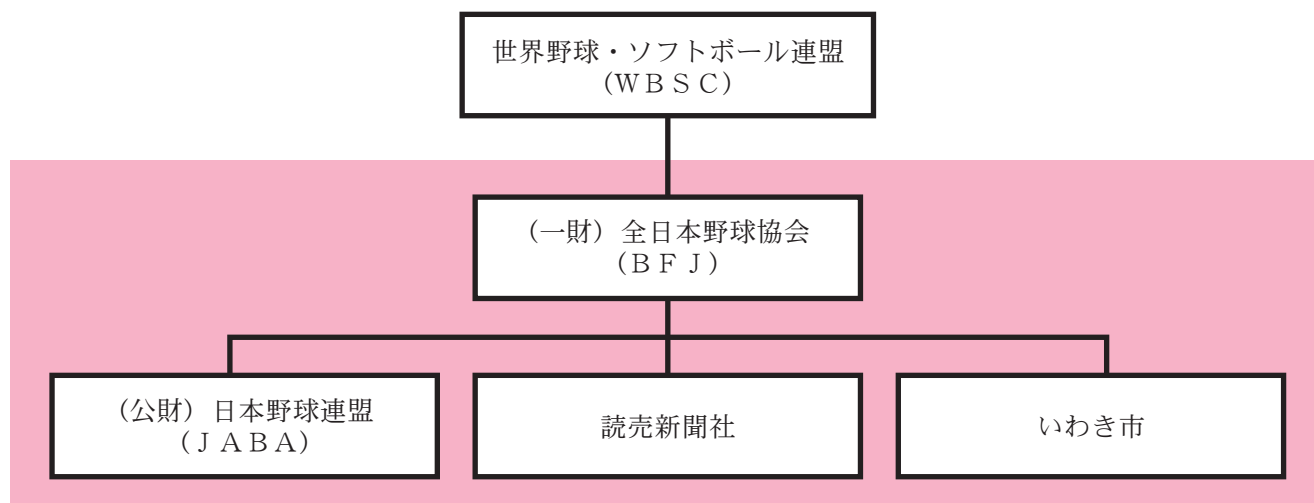 世界野球・ソフトボール連盟
（ＷＢＳＣ）
（一財）全日本野球協会
（ＢＦＪ）
（公財）日本野球連盟
（ＪＡＢＡ）
読売新聞社
いわき市